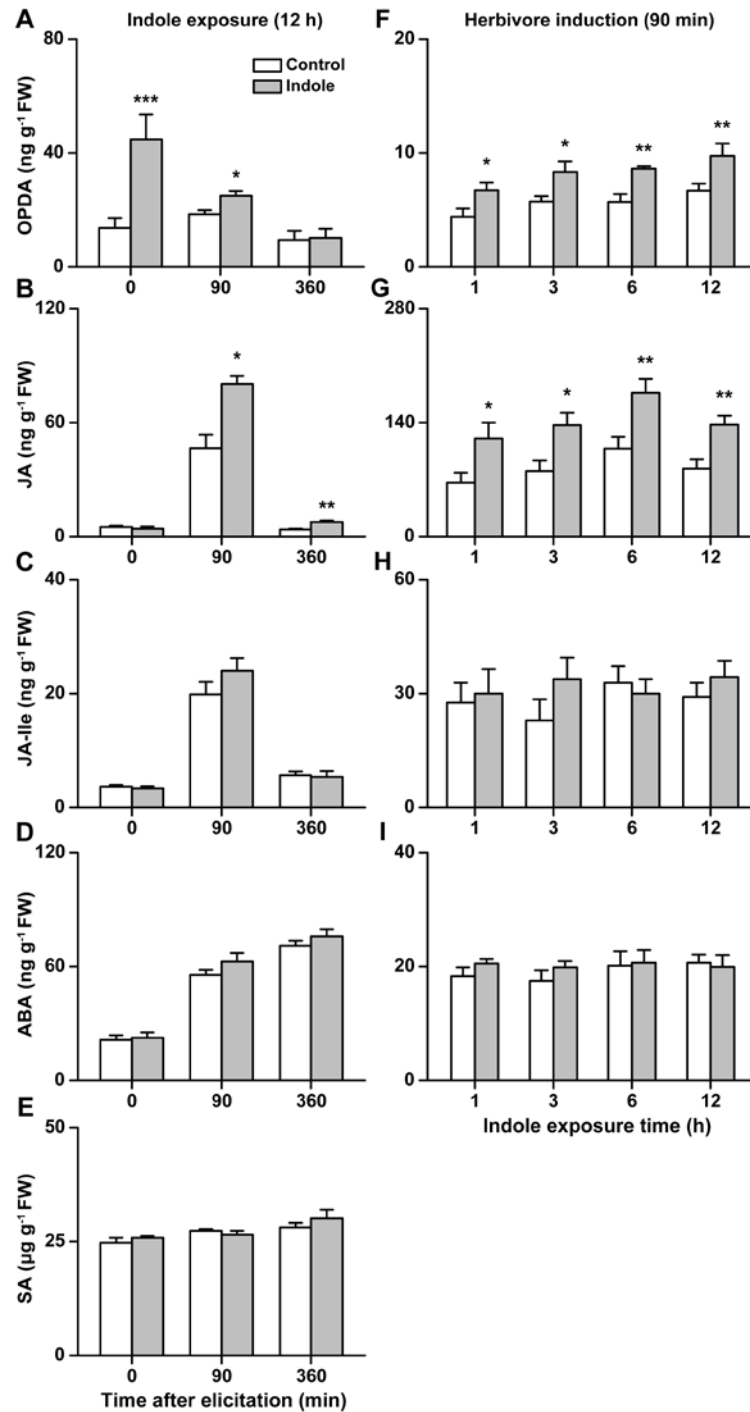 A Indole exposure (12 h)
80
40
0
OPDA (ng g⁻¹ FW)
Control
Indole
***
*
0 90 360
B
120
60
0
JA (ng g⁻¹ FW)
*
**
0 90 360
C
40
20
0
JA-Ile (ng g⁻¹ FW)
0 90 360
D
120
60
0
ABA (ng g⁻¹ FW)
0 90 360
E
50
25
0
SA (µg g⁻¹ FW)
0 90 360
Time after elicitation (min)
F Herbivore induction (90 min)
20
10
0
* * ** **
1 3 6 12
G
280
140
0
* * ** **
1 3 6 12
H
60
30
0
1 3 6 12
I
40
20
0
1 3 6 12
Indole exposure time (h)